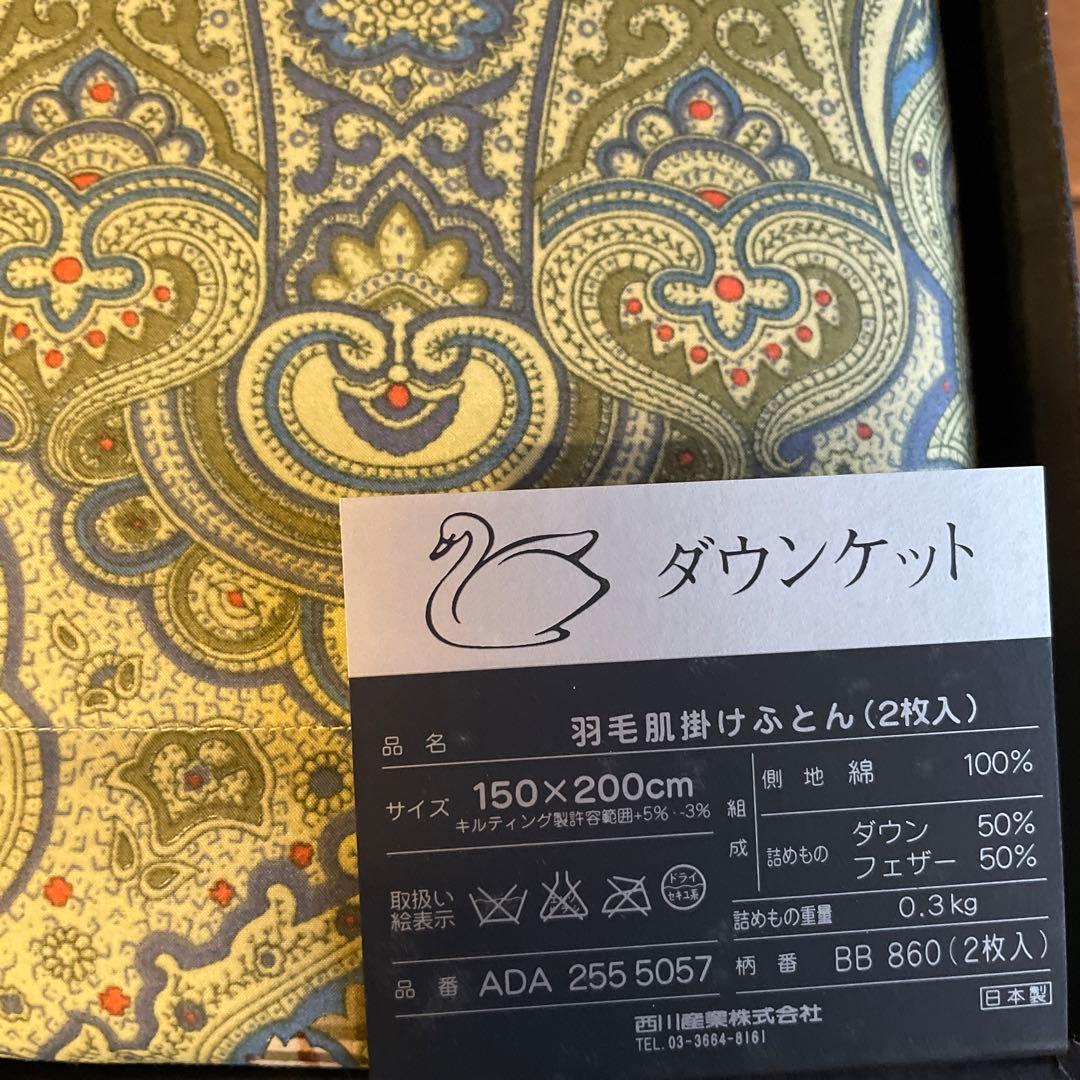 ダウンケット
品名 羽毛肌掛けふとん(2枚入)
サイズ 150×200cm
キルティング製許容範囲+5%・-3%
取扱い
絵表示
ドライ
セキユ系
品番 ADA 255 5057
組成
側地 綿 100%
詰めもの ダウン 50%
フェザー 50%
詰めもの重量 0.3kg
柄番 BB 860(2枚入)
日本製
西川産業株式会社
TEL.03-3664-8161